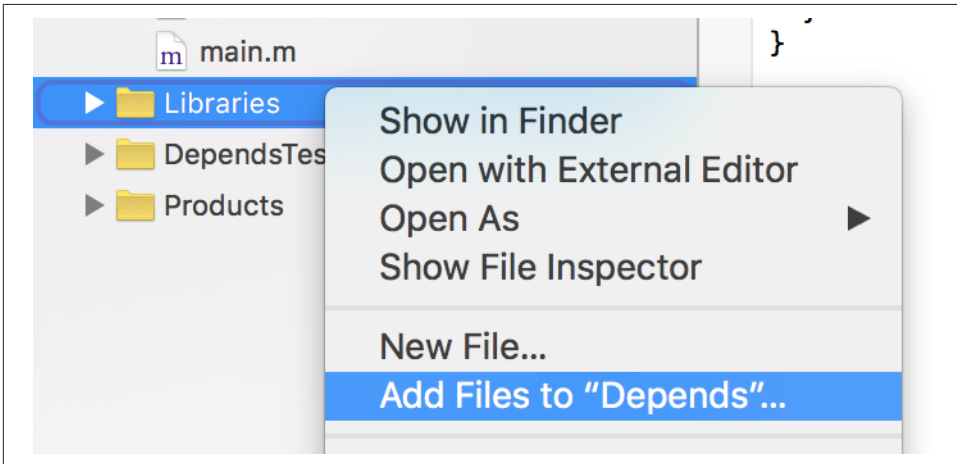 main.m
}
Libraries
DependsTes
Products
Show in Finder
Open with External Editor
Open As
Show File Inspector
New File...
Add Files to “Depends”...